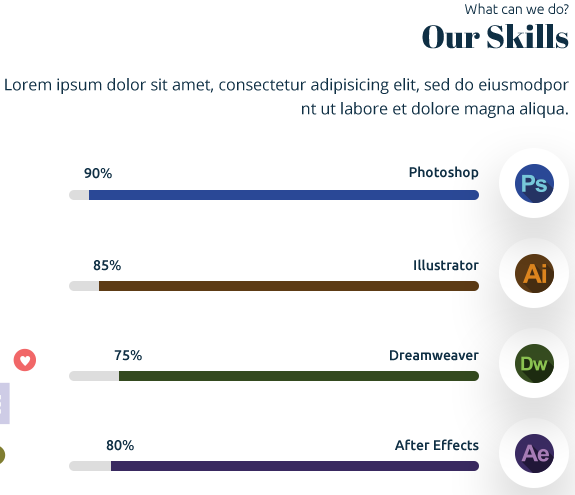 What can we do?
Our Skills
Lorem ipsum dolor sit amet, consectetur adipisicing elit, sed do eiusmodpor
nt ut labore et dolore magna aliqua.
90% Photoshop Ps
85% Illustrator Ai
75% Dreamweaver Dw
80% After Effects Ae